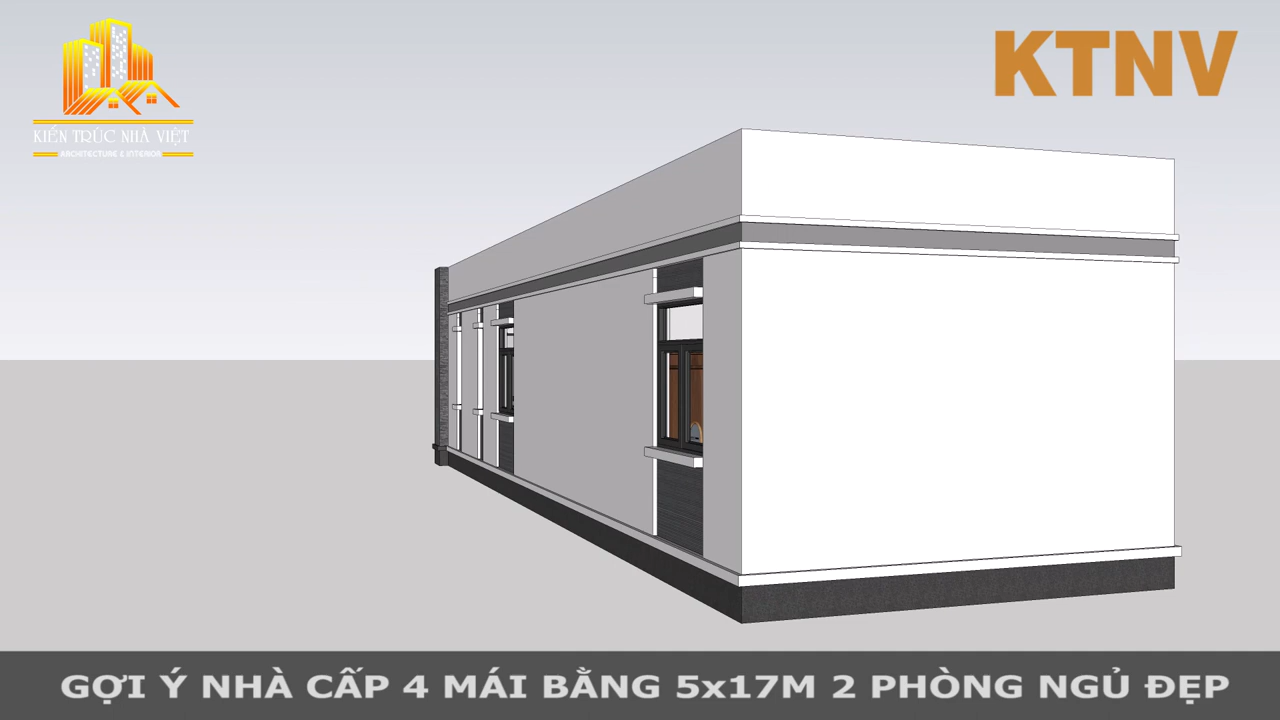 KTNV
KIẾN TRÚC NHÀ VIỆT
ARCHITECTURE & INTERIOR
GỢI Ý NHÀ CẤP 4 MÁI BẰNG 5x17M 2 PHÒNG NGỦ ĐẸP